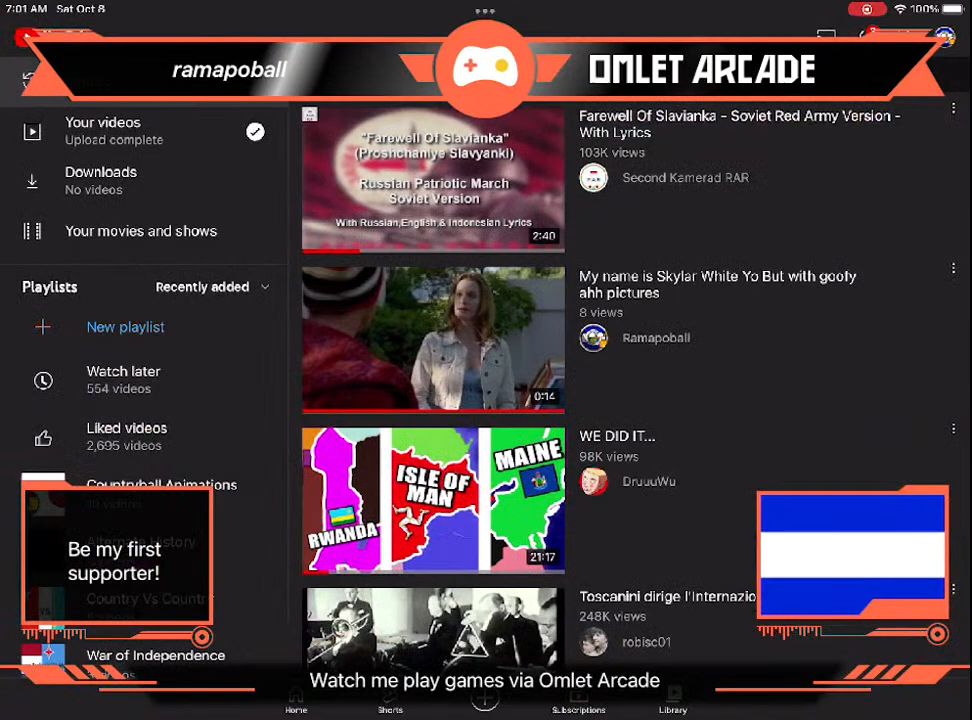 7:01 AM Sat Oct 8
100%
ramapoball
OMLET ARCADE
Your videos
Upload complete
Downloads
No videos
Your movies and shows
Playlists
Recently added
New playlist
Watch later
554 videos
Liked videos
2,695 videos
Countryball Animations
Alternate History
Country Vs Countr
War of Independence
Be my first
supporter!
"Farewell Of Slavianka"
(Proshchaniye Slavyanki)
Russian Patriotic March
Soviet Version
With Russian,English,& Indonesian Lyrics
2:40
Farewell Of Slavianka - Soviet Red Army Version -
With Lyrics
103K views
Second Kamerad RAR
0:14
My name is Skylar White Yo But with goofy
ahh pictures
8 views
Ramapoball
RWANDA
ISLE OF
MAN
MAINE
21:17
WE DID IT...
98K views
DruuuWu
Toscanini dirige l'Internazio
248K views
robisc01
Watch me play games via Omlet Arcade
Home
Shorts
Subscriptions
Library